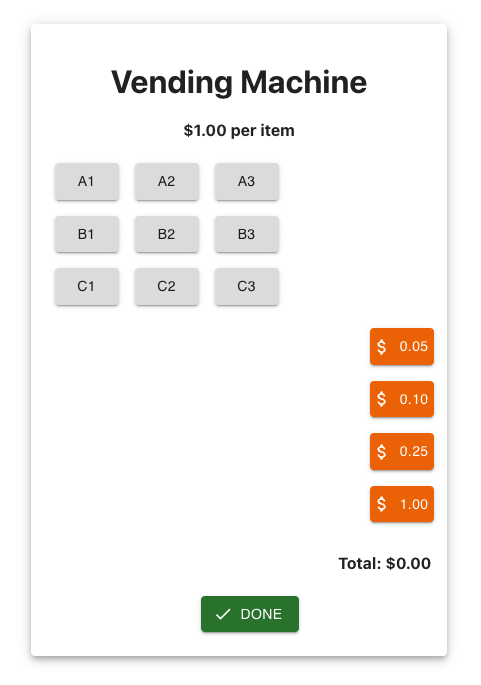 Vending Machine
$1.00 per item
A1 A2 A3
B1 B2 B3
C1 C2 C3
$ 0.05
$ 0.10
$ 0.25
$ 1.00
Total: $0.00
DONE